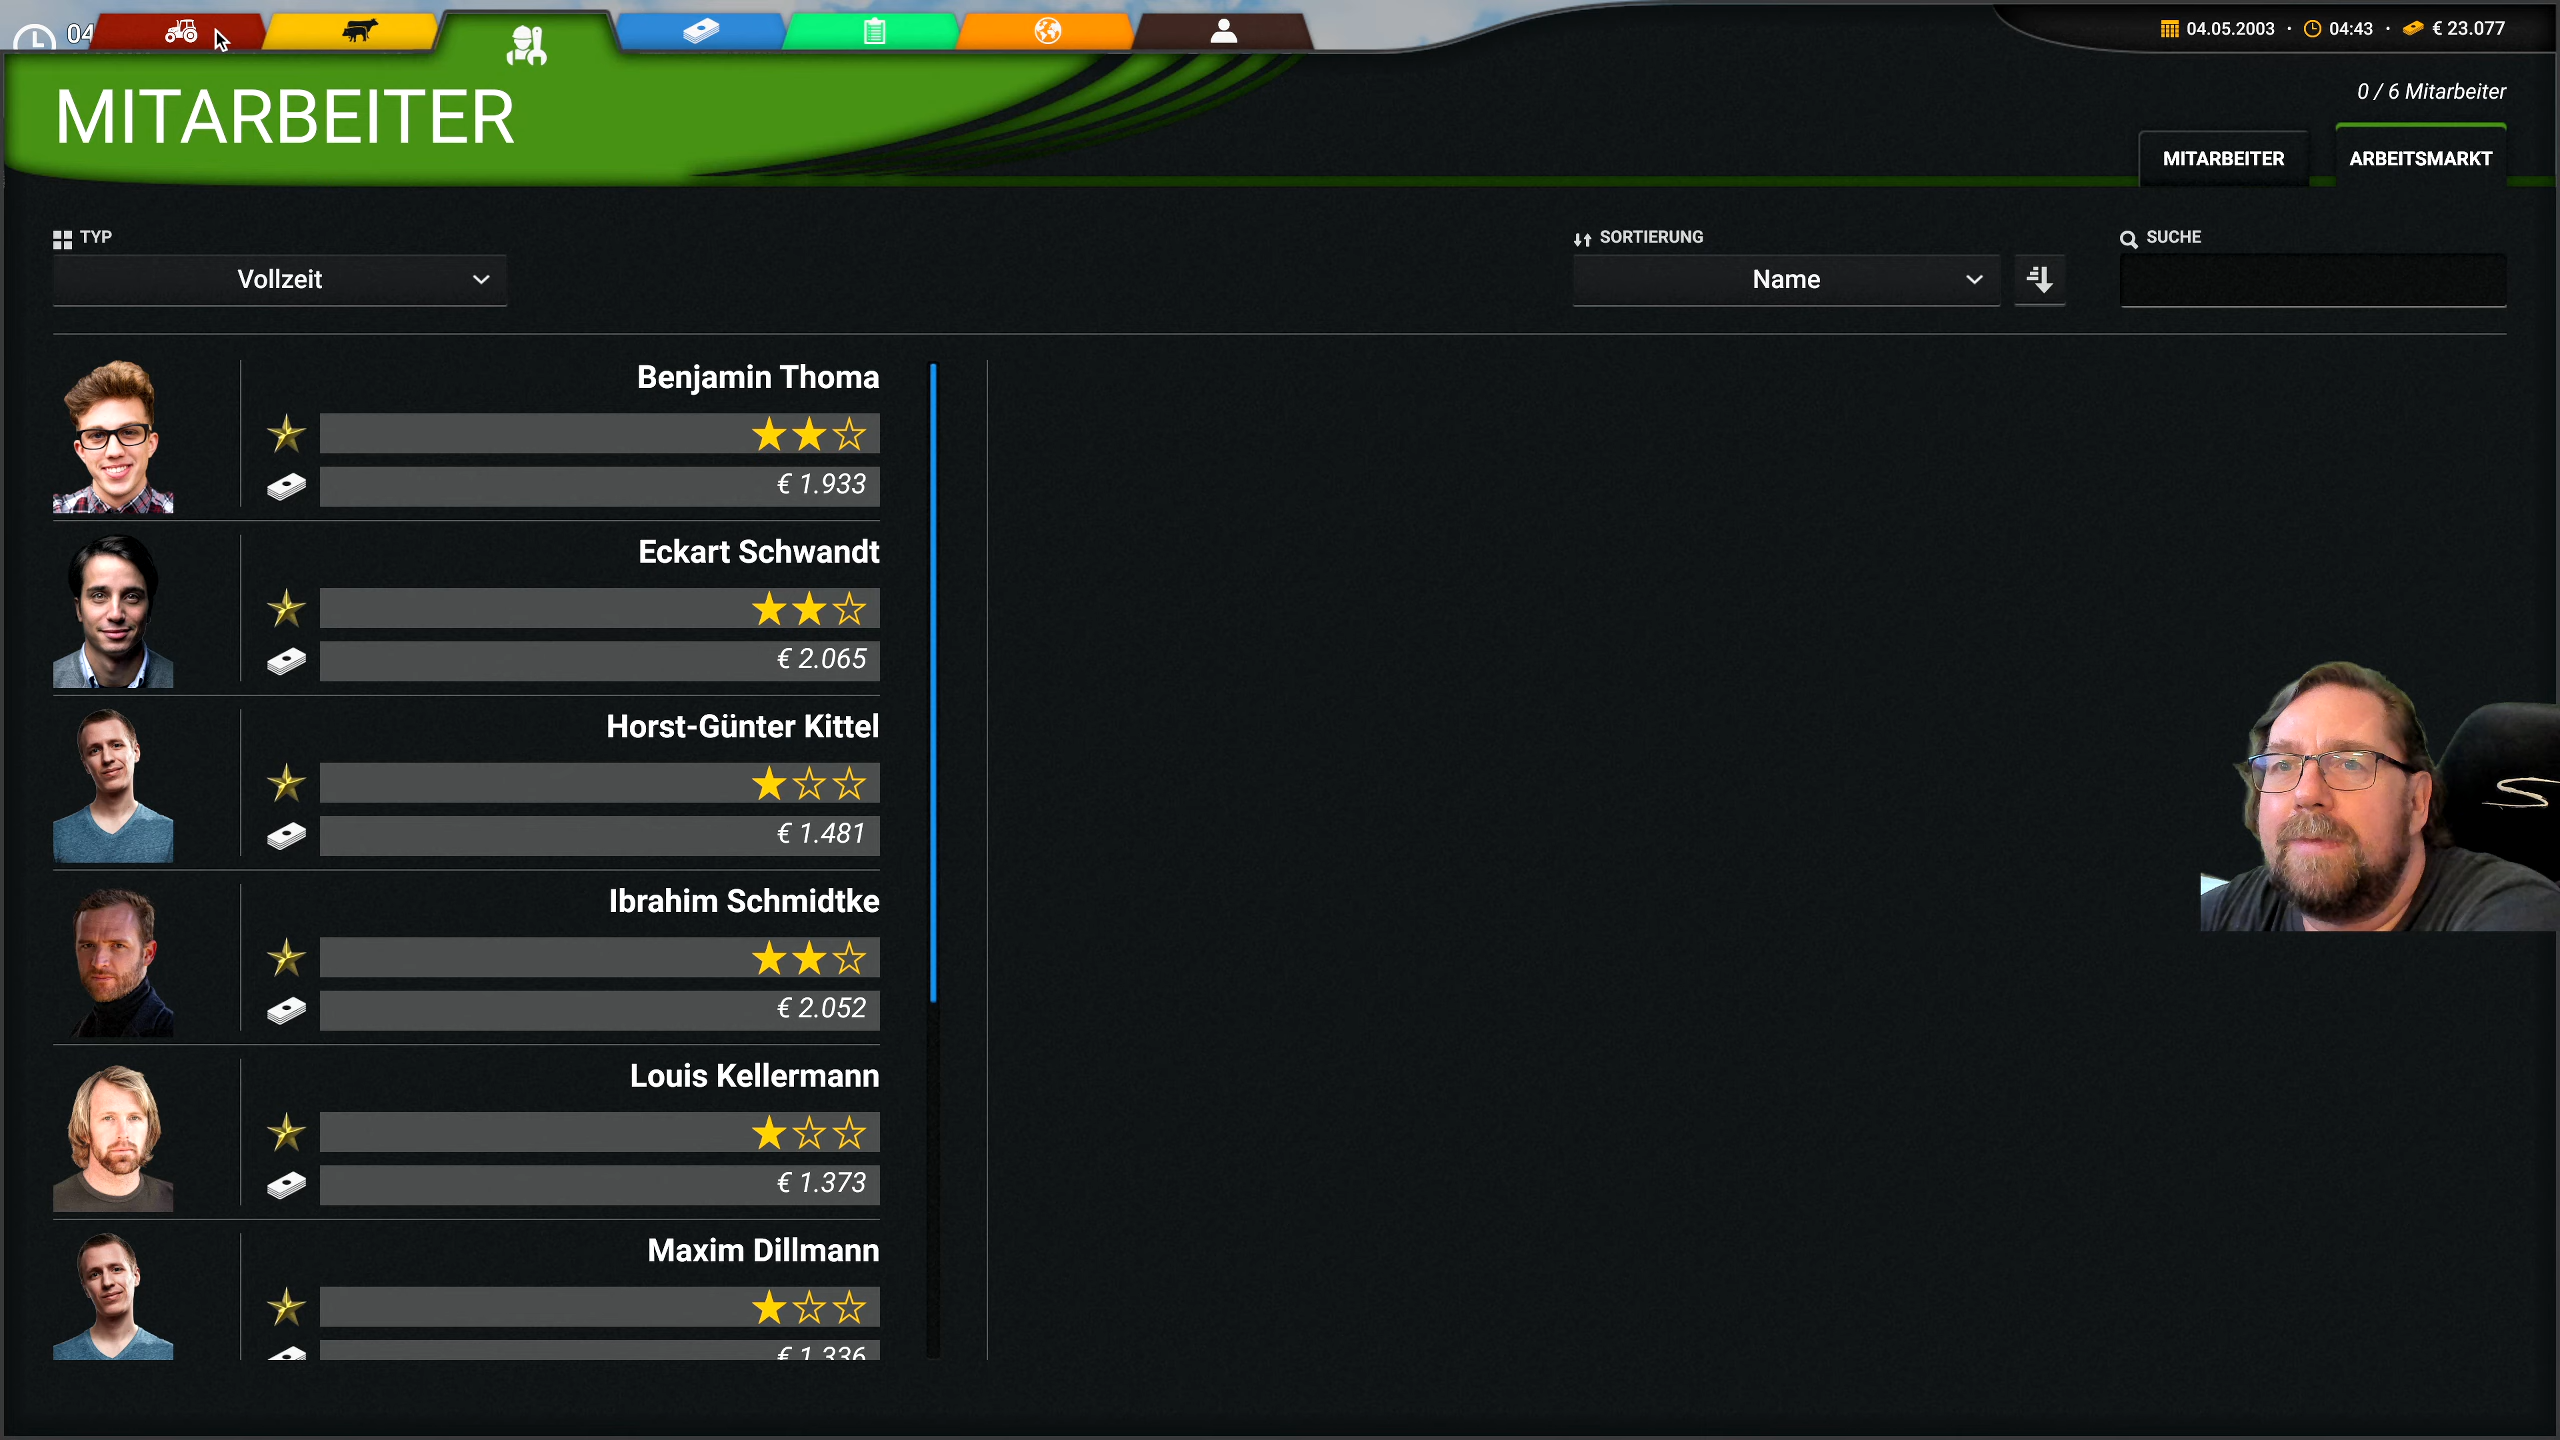 04
04.05.2003 · 04:43 · € 23.077
MITARBEITER
0 / 6 Mitarbeiter
MITARBEITER
ARBEITSMARKT
TYP
Vollzeit
SORTIERUNG
Name
SUCHE
Benjamin Thoma
€ 1.933
Eckart Schwandt
€ 2.065
Horst-Günter Kittel
€ 1.481
Ibrahim Schmidtke
€ 2.052
Louis Kellermann
€ 1.373
Maxim Dillmann
€ 1.336